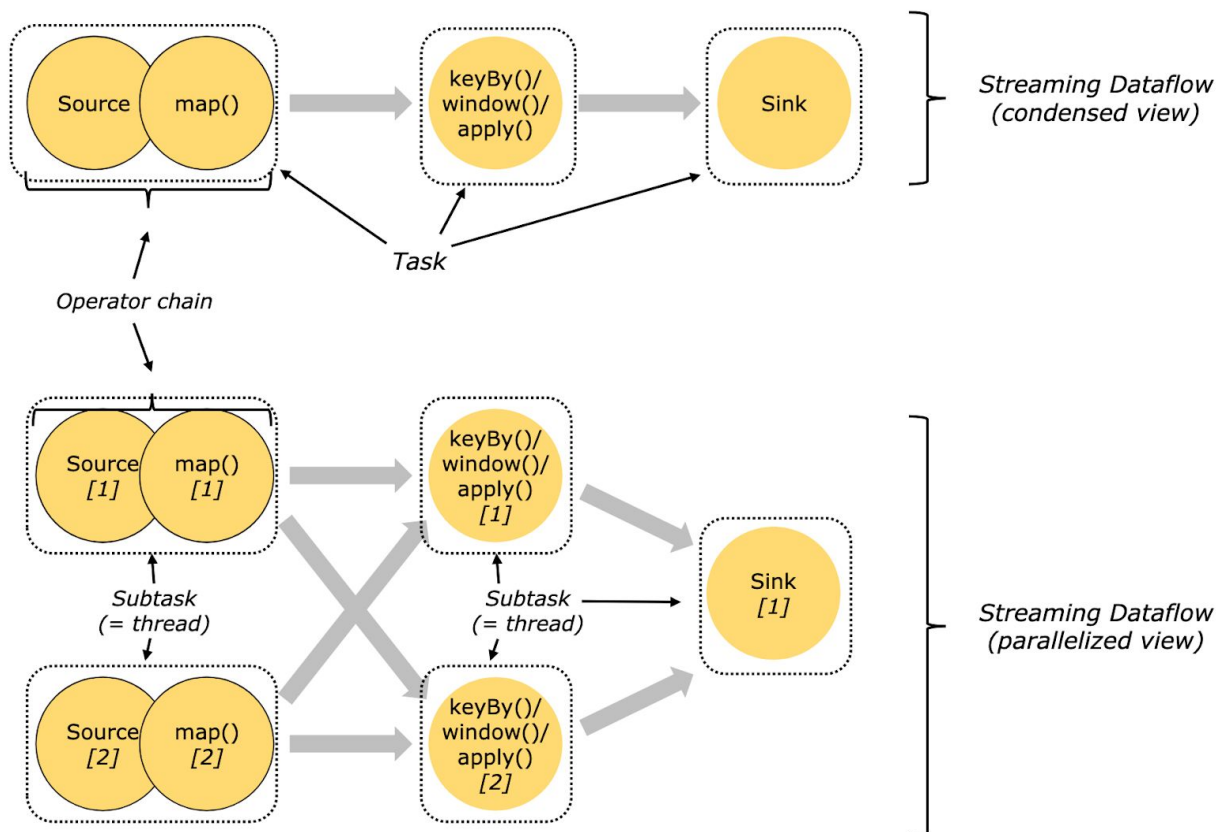 Source
map()
keyBy()/
window()/
apply()
Sink
Streaming Dataflow
(condensed view)
Task
Operator chain
Source
[1]
map()
[1]
keyBy()/
window()/
apply()
[1]
Subtask
(= thread)
Subtask
(= thread)
Sink
[1]
Streaming Dataflow
(parallelized view)
Source
[2]
map()
[2]
keyBy()/
window()/
apply()
[2]